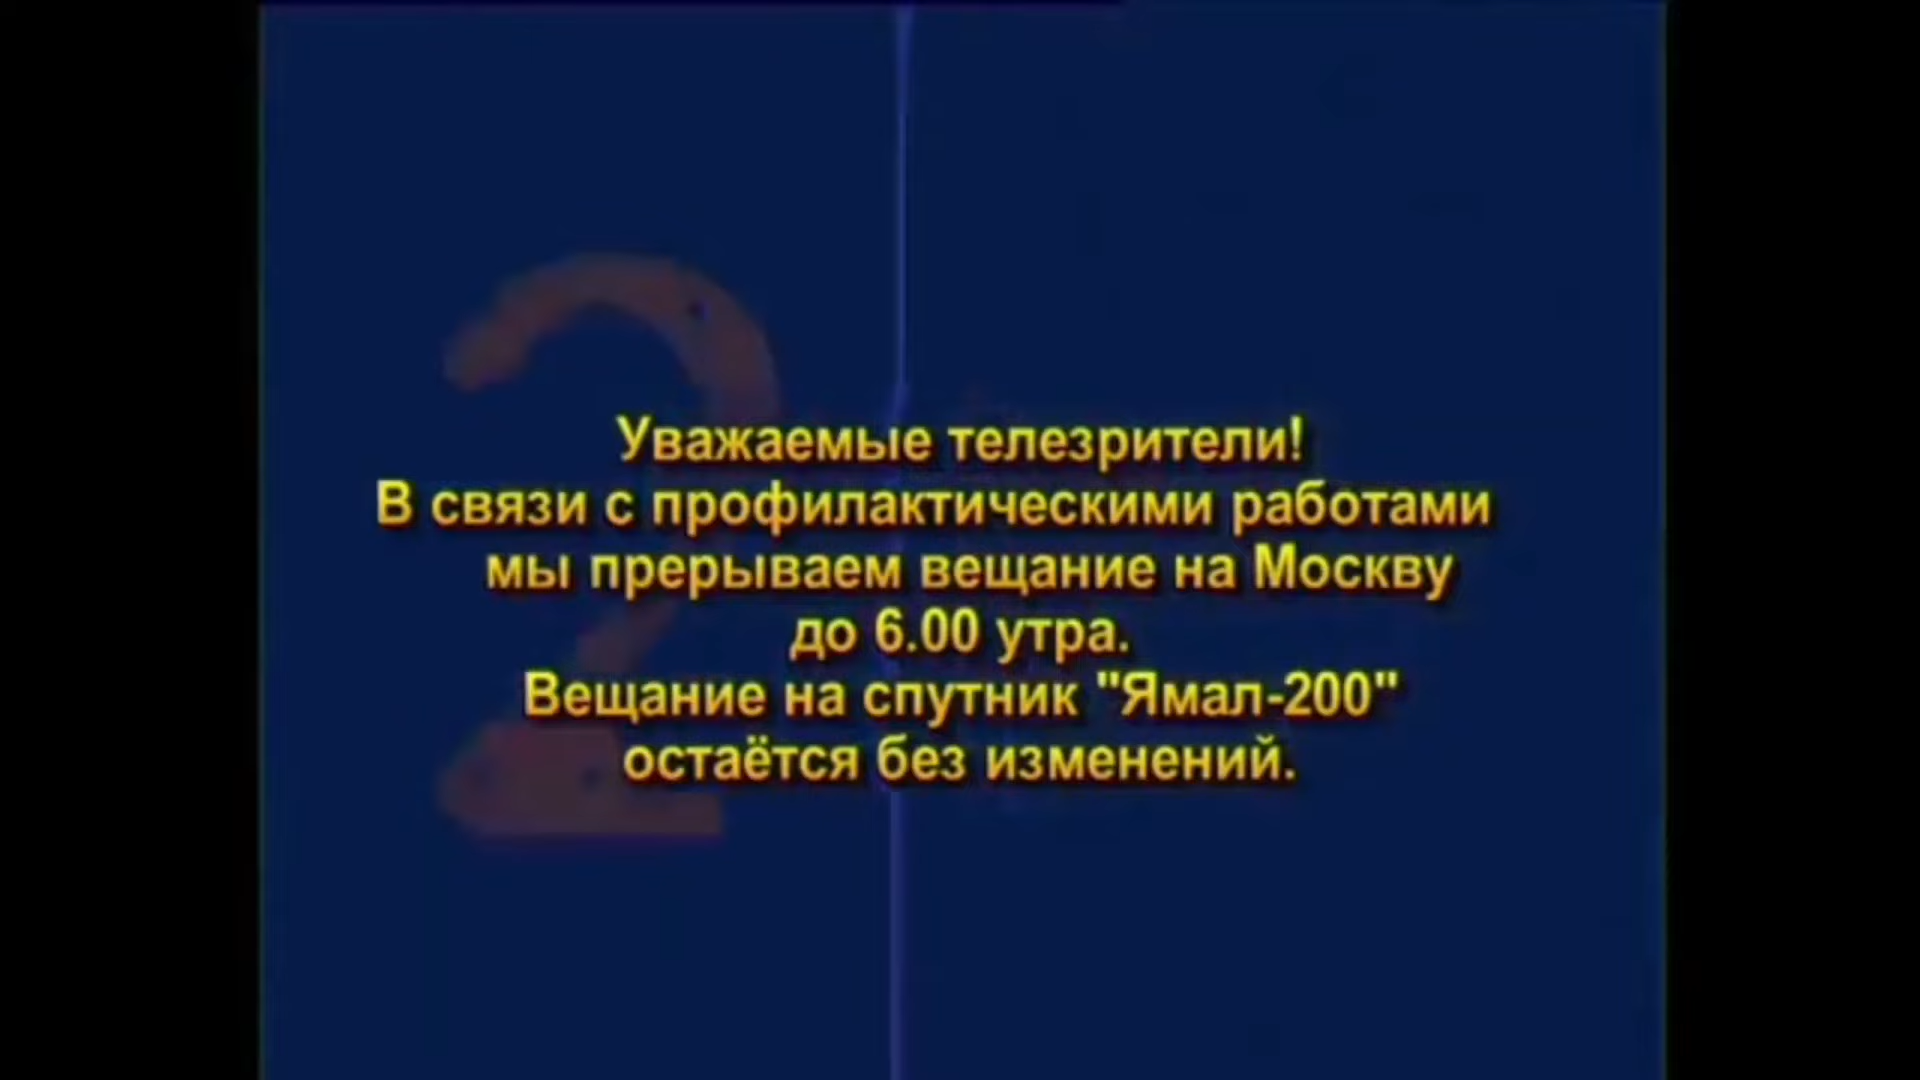 2
Уважаемые телезрители!
В связи с профилактическими работами
мы прерываем вещание на Москву
до 6.00 утра.
Вещание на спутник "Ямал-200"
остаётся без изменений.